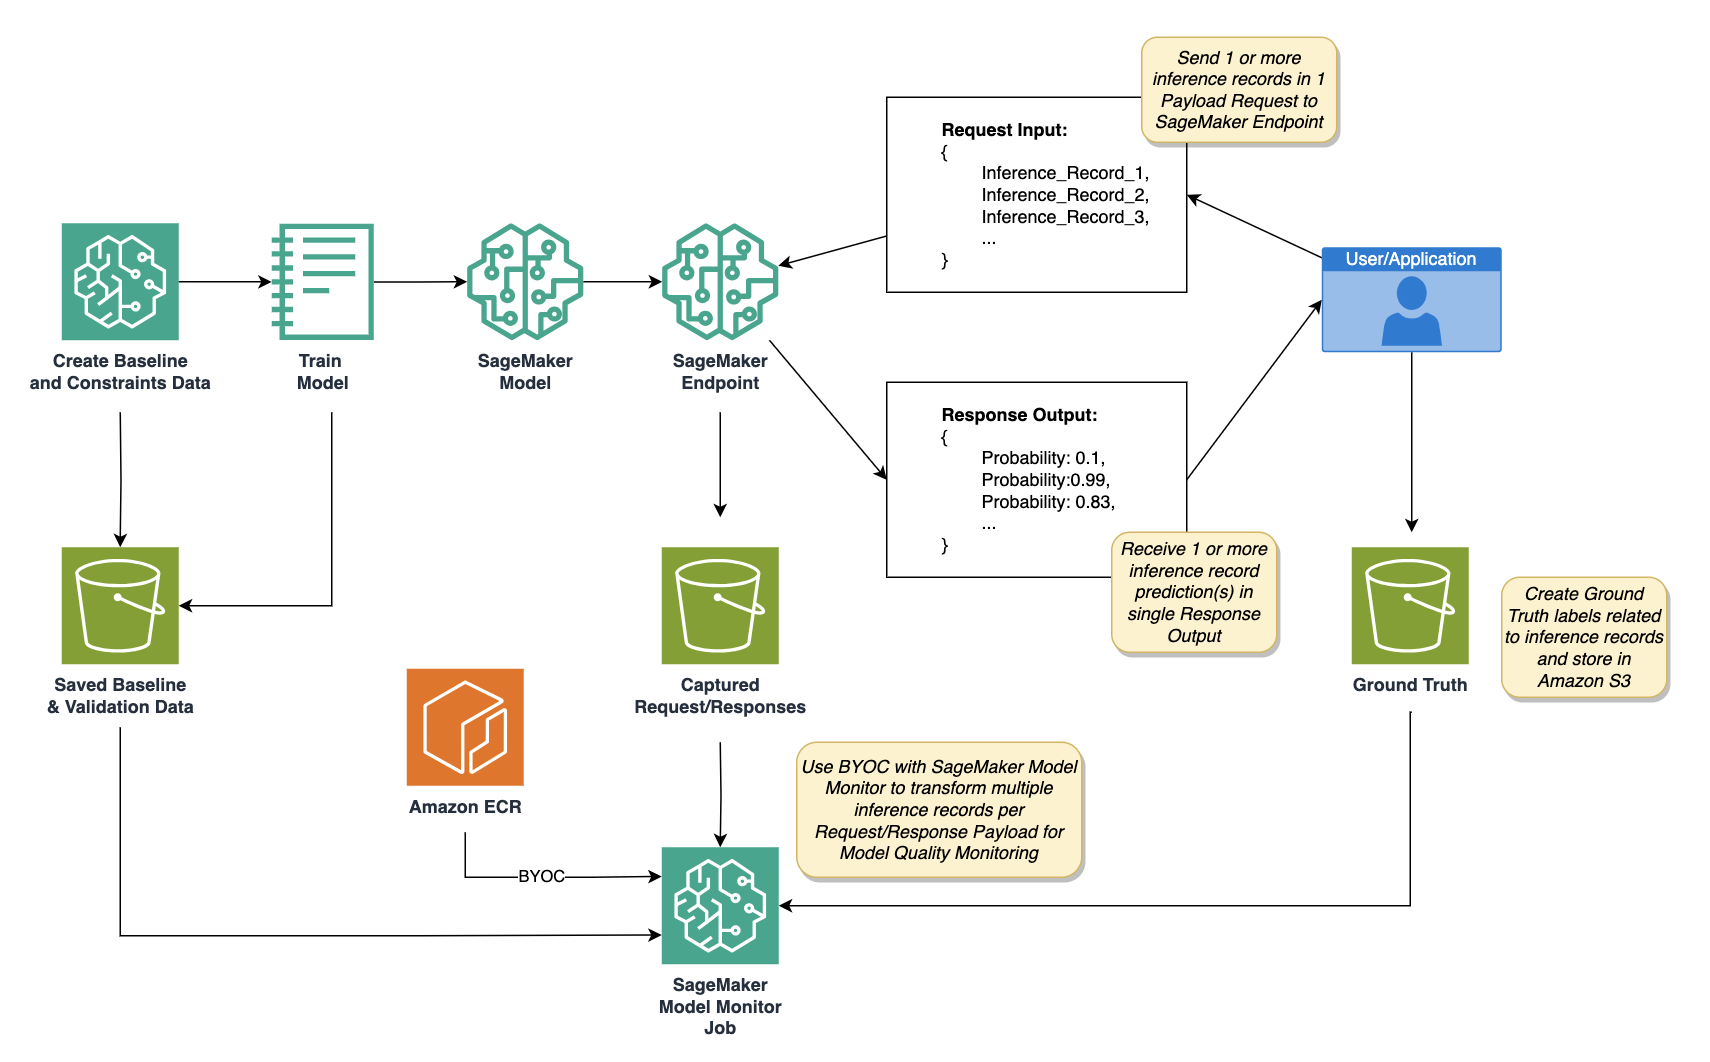 Send 1 or more
inference records in 1
Payload Request to
SageMaker Endpoint
Request Input:
{
Inference_Record_1,
Inference_Record_2,
Inference_Record_3,
...
}
User/Application
Create Baseline
and Constraints Data
Train
Model
SageMaker
Model
SageMaker
Endpoint
Response Output:
{
Probability: 0.1,
Probability:0.99,
Probability: 0.83,
...
}
Receive 1 or more
inference record
prediction(s) in
single Response
Output
Create Ground
Truth labels related
to inference records
and store in
Amazon S3
Saved Baseline
& Validation Data
Captured
Request/Responses
Ground Truth
Amazon ECR
Use BYOC with SageMaker Model
Monitor to transform multiple
inference records per
Request/Response Payload for
Model Quality Monitoring
BYOC
SageMaker
Model Monitor
Job